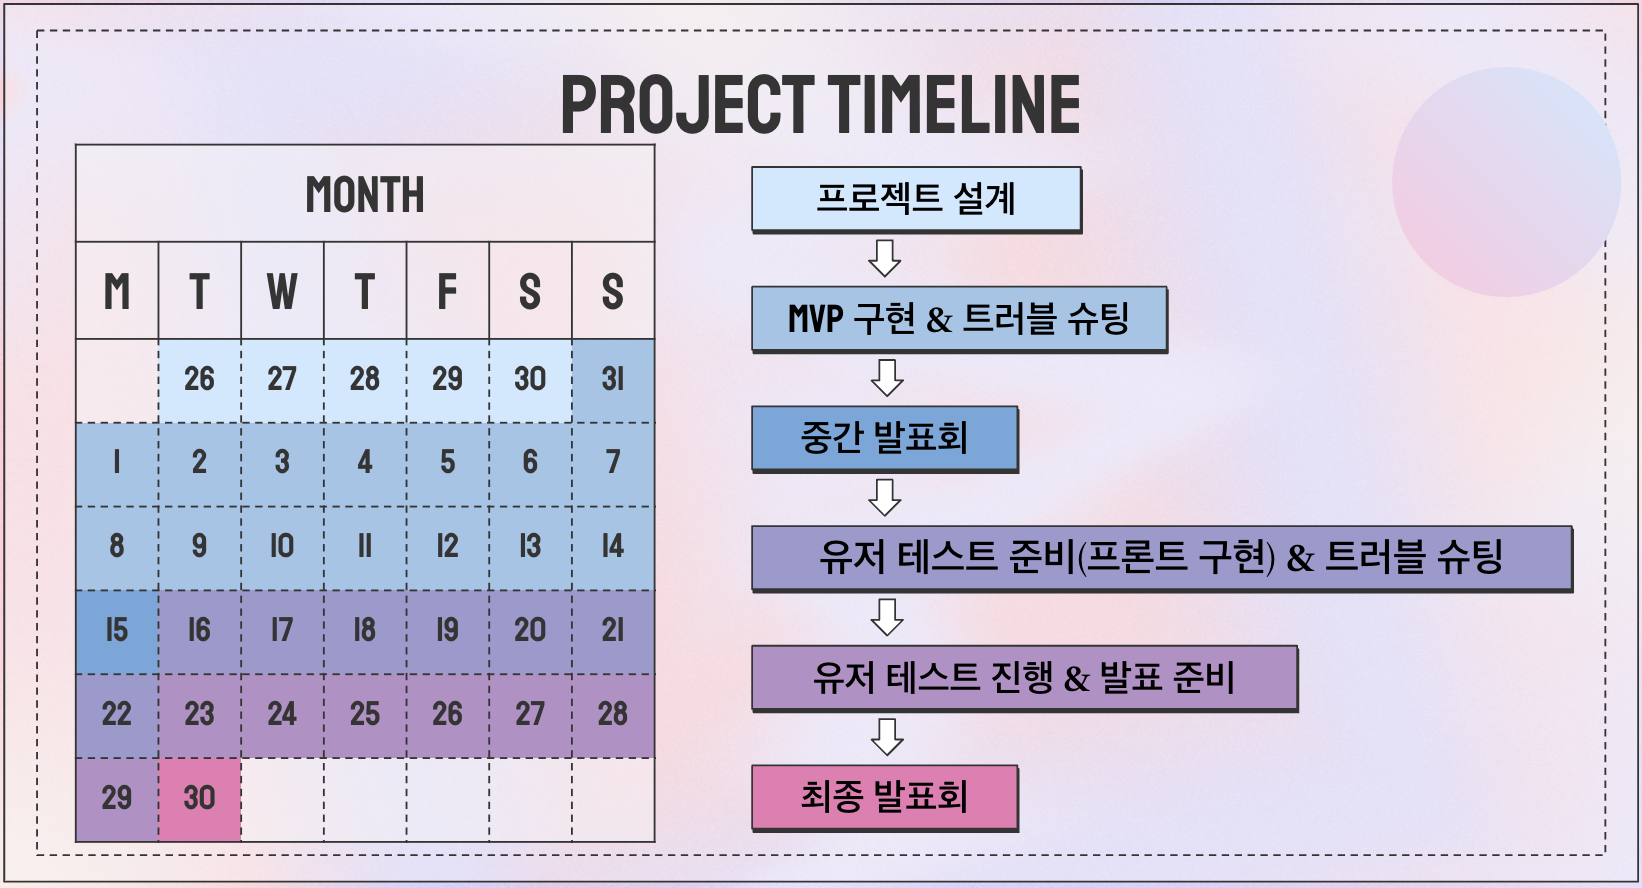 PROJECT TIMELINE
MONTH
M T W T F S S
26 27 28 29 30 31
1 2 3 4 5 6 7
8 9 10 11 12 13 14
15 16 17 18 19 20 21
22 23 24 25 26 27 28
29 30
프로젝트 설계
MVP 구현 & 트러블 슈팅
중간 발표회
유저 테스트 준비(프론트 구현) & 트러블 슈팅
유저 테스트 진행 & 발표 준비
최종 발표회